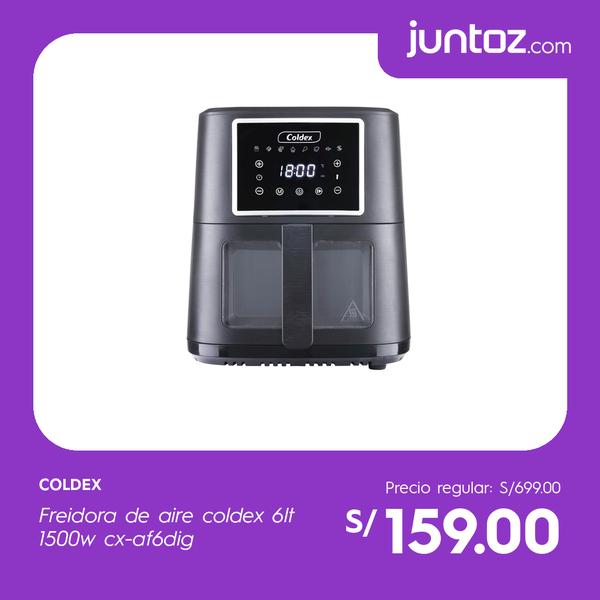 juntoz.com
Coldex
18:00
COLDEX
Freidora de aire coldex 6lt
1500w cx-af6dig
Precio regular: S/699.00
S/159.00